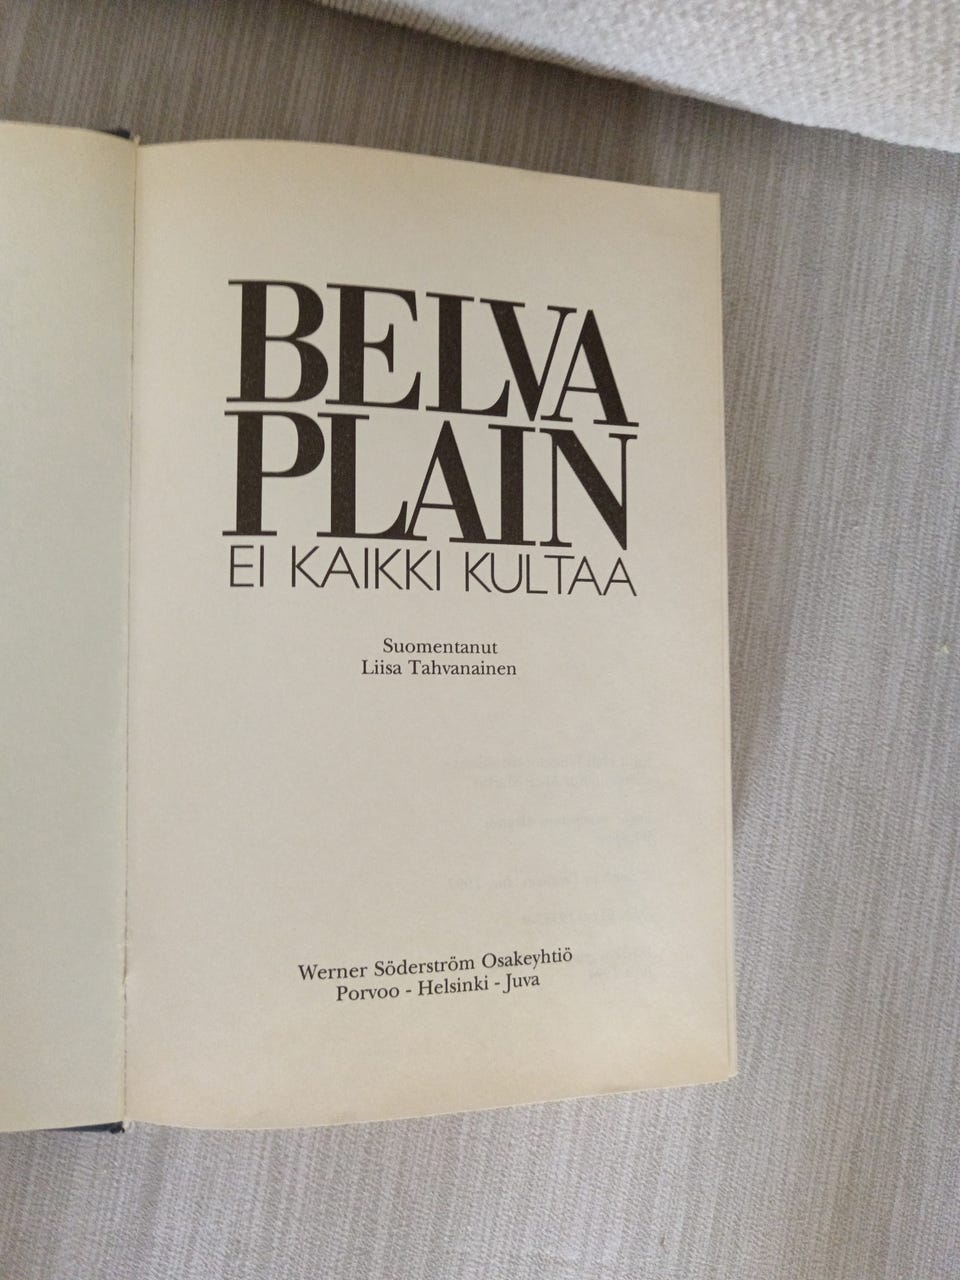 BELVA
PLAIN
EI KAIKKI KULTAA
Suomentanut
Liisa Tahvanainen
Werner Söderström Osakeyhtiö
Porvoo - Helsinki - Juva